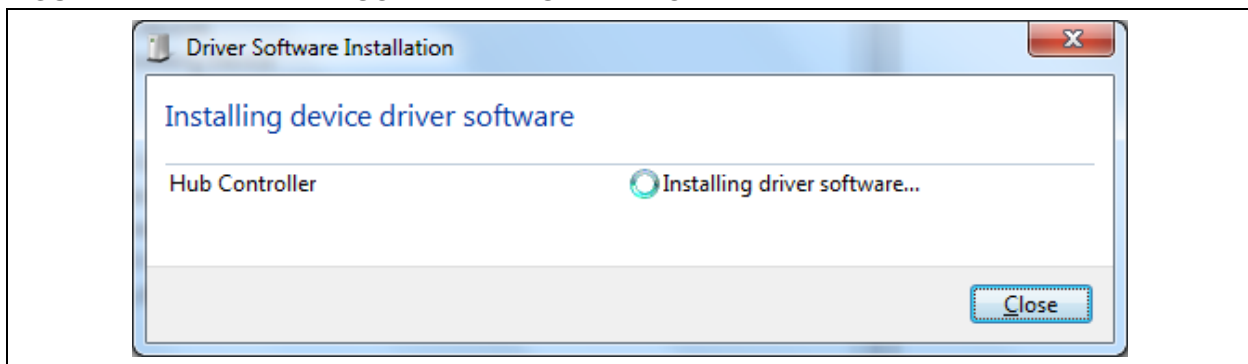 Driver Software Installation
Installing device driver software
Hub Controller
Installing driver software...
Close